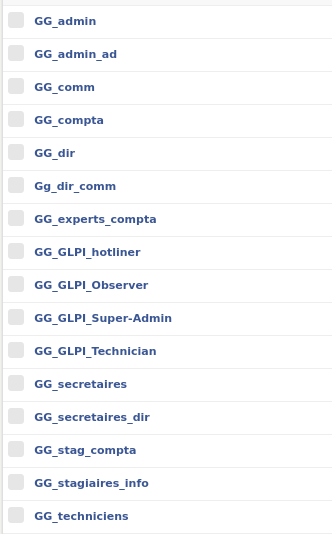 GG_admin
GG_admin_ad
GG_comm
GG_compta
GG_dir
Gg_dir_comm
GG_experts_compta
GG_GLPI_hotliner
GG_GLPI_Observer
GG_GLPI_Super-Admin
GG_GLPI_Technician
GG_secretaires
GG_secretaires_dir
GG_stag_compta
GG_stagiaires_info
GG_techniciens